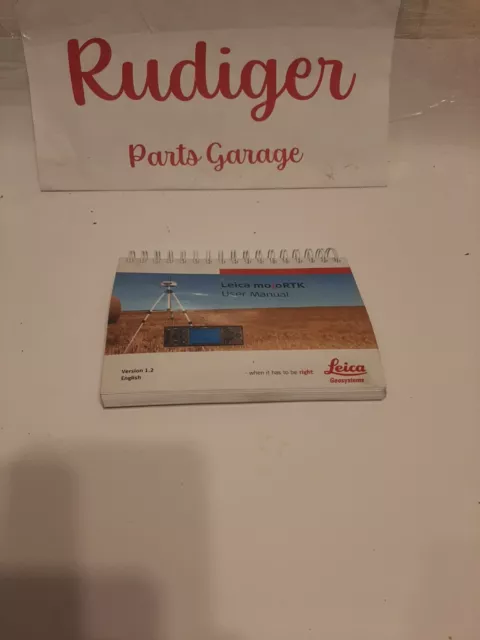 Rudiger
Parts Garage
Leica mojoRTK
User Manual
Version 1.2
English
- when it has to be right
Leica
Geosystems